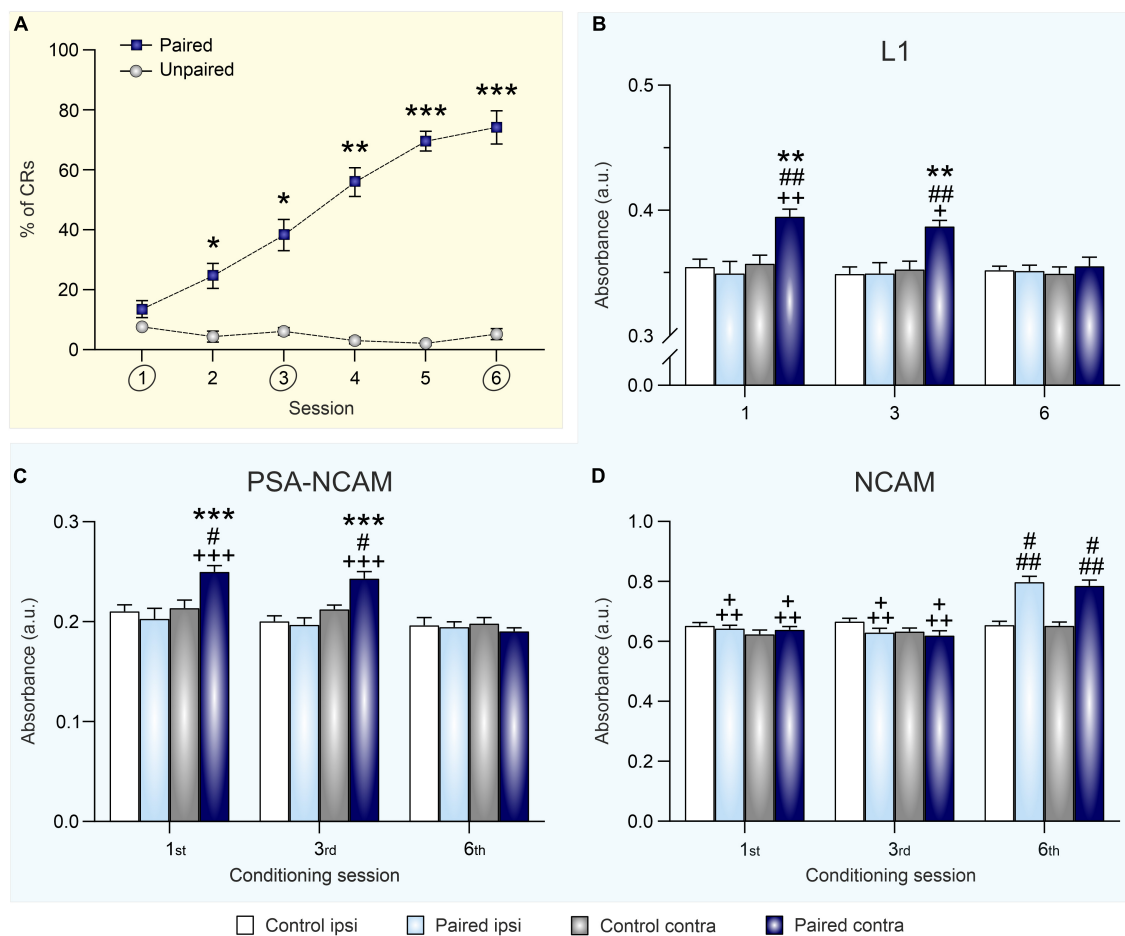 A
Paired
Unpaired
100
80
60
40
20
0
% of CRs
*
*
**
***
***
1 2 3 4 5 6
Session
B
L1
0.5
0.4
0.3
0.0
Absorbance (a.u.)
**
##
++
**
##
+
1 3 6
C
PSA-NCAM
0.3
0.2
0.1
0.0
Absorbance (a.u.)
***
#
+++
***
#
+++
1st 3rd 6th
Conditioning session
D
NCAM
1.0
0.8
0.6
0.4
0.2
0.0
Absorbance (a.u.)
+
++
+
++
+
++
+
++
#
##
#
##
1st 3rd 6th
Conditioning session
Control ipsi Paired ipsi Control contra Paired contra